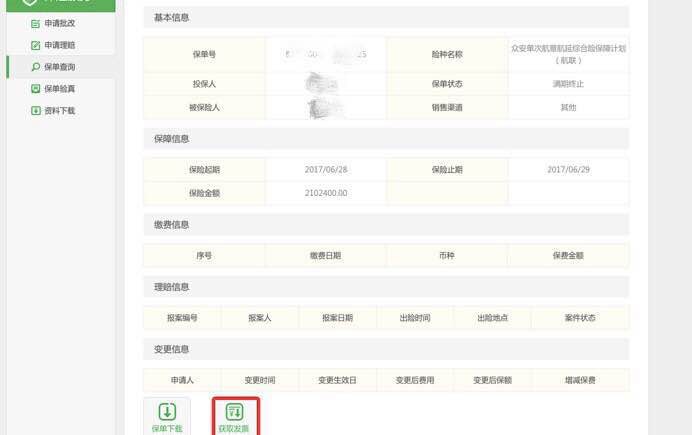 申请批改
申请理赔
保单查询
保单验真
资料下载
基本信息
保单号 险种名称 众安单次航意航延综合险保障计划（航联）
投保人 保单状态 满期终止
被保险人 销售渠道 其他
保障信息
保险起期 2017/06/28 保险止期 2017/06/29
保险金额 2102400.00
缴费信息
序号 缴费日期 币种 保费金额
理赔信息
报案编号 报案人 报案日期 出险时间 出险地点 案件状态
变更信息
申请人 变更时间 变更生效日 变更后费用 变更后保额 增减保费
保单下载 获取发票